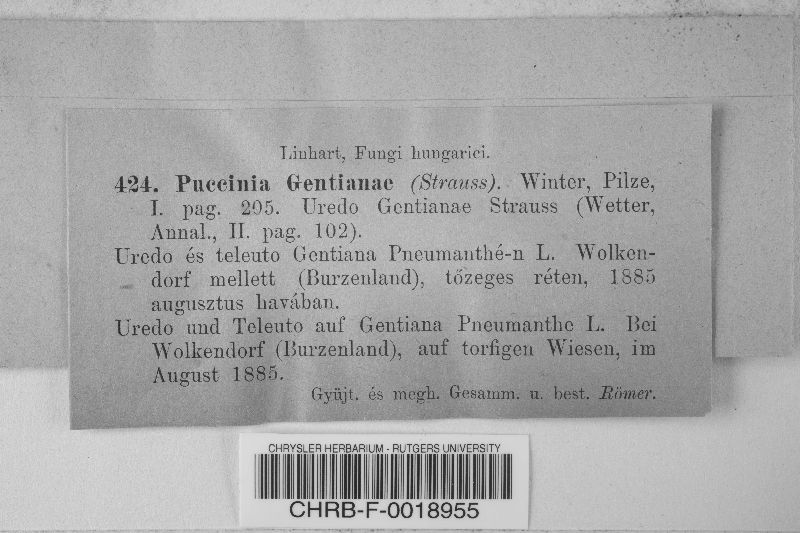 Linhart, Fungi hungarici.
424. Puccinia Gentianae (Strauss). Winter, Pilze,
I. pag. 205. Uredo Gentianae Strauss (Wetter,
Annal., II. pag. 102).
Uredo és teleuto Gentiana Pneumanthé-n L. Wolken-
dorf mellett (Burzenland), tőzeges réten, 1885
augusztus havában.
Uredo und Teleuto auf Gentiana Pneumanthe L. Bei
Wolkendorf (Burzenland), auf torfigen Wiesen, im
August 1885.
Gyüjt. és megh. Gesamm. u. best. Römer.
CHRYSLER HERBARIUM - RUTGERS UNIVERSITY
CHRB-F-0018955